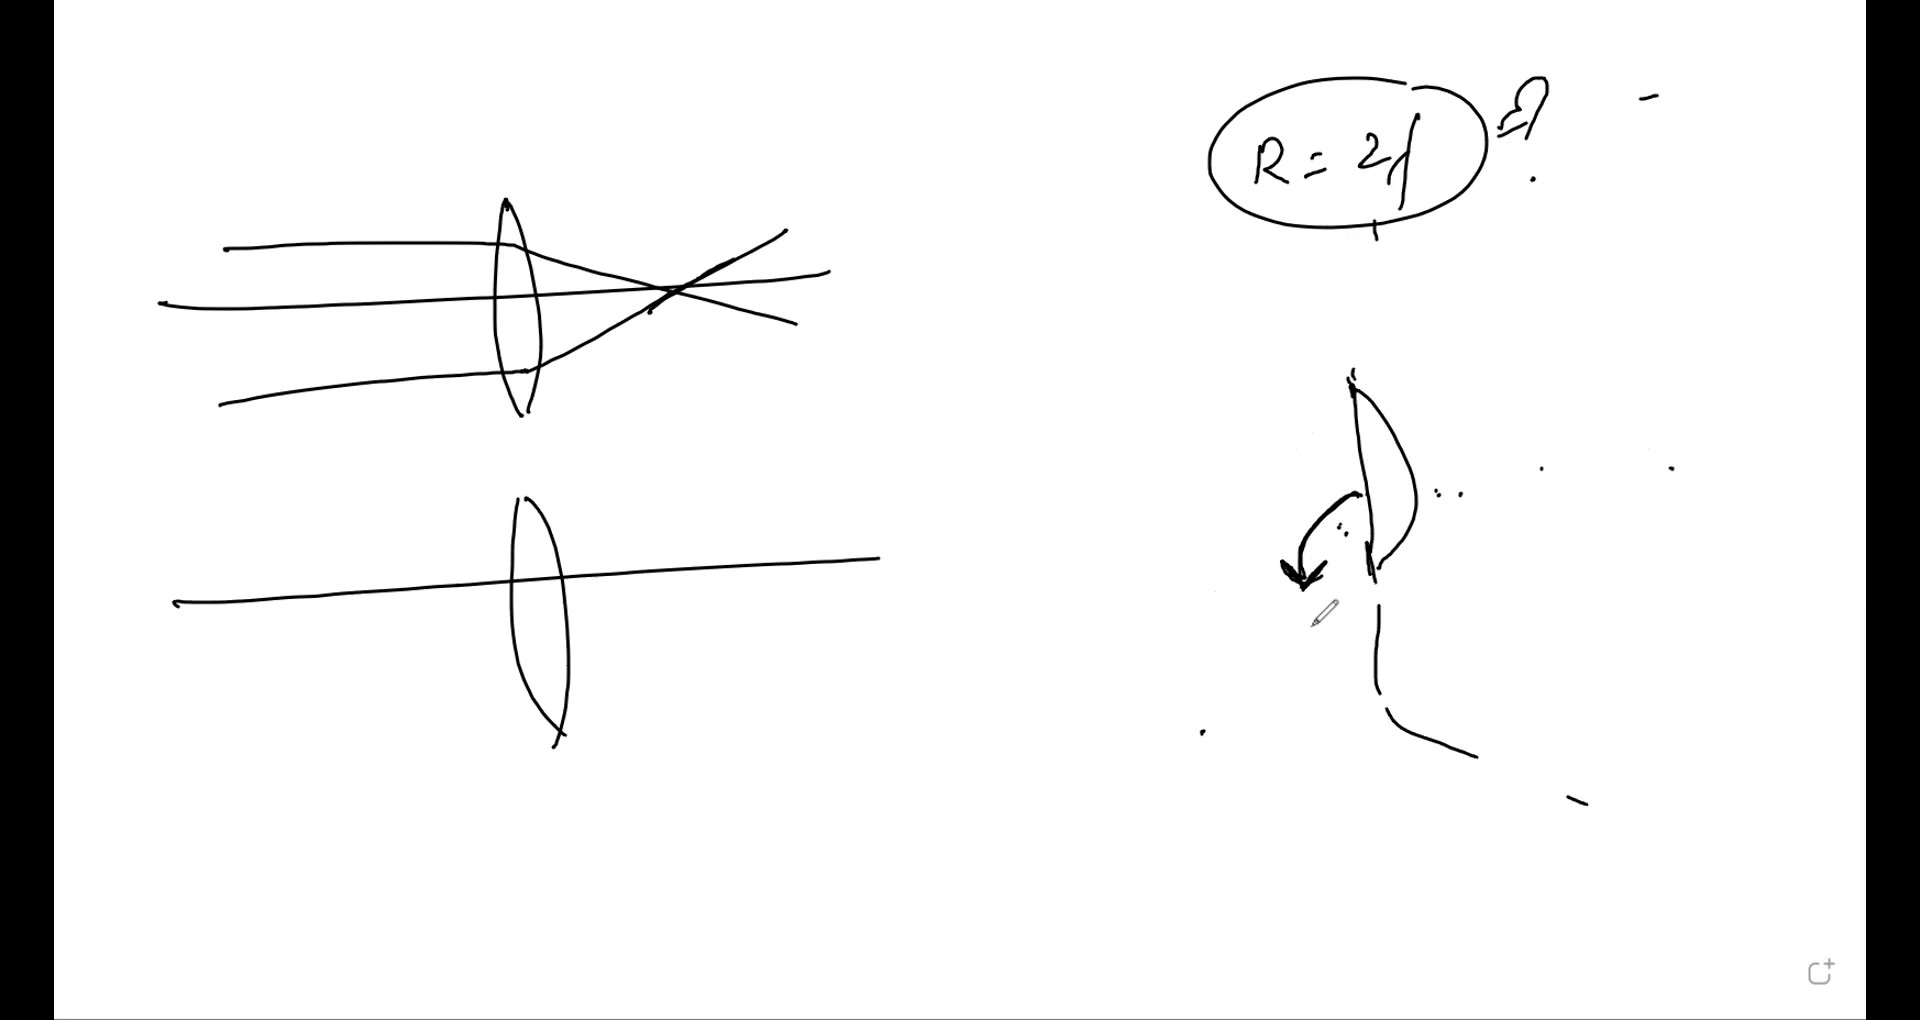 R = 2f ?